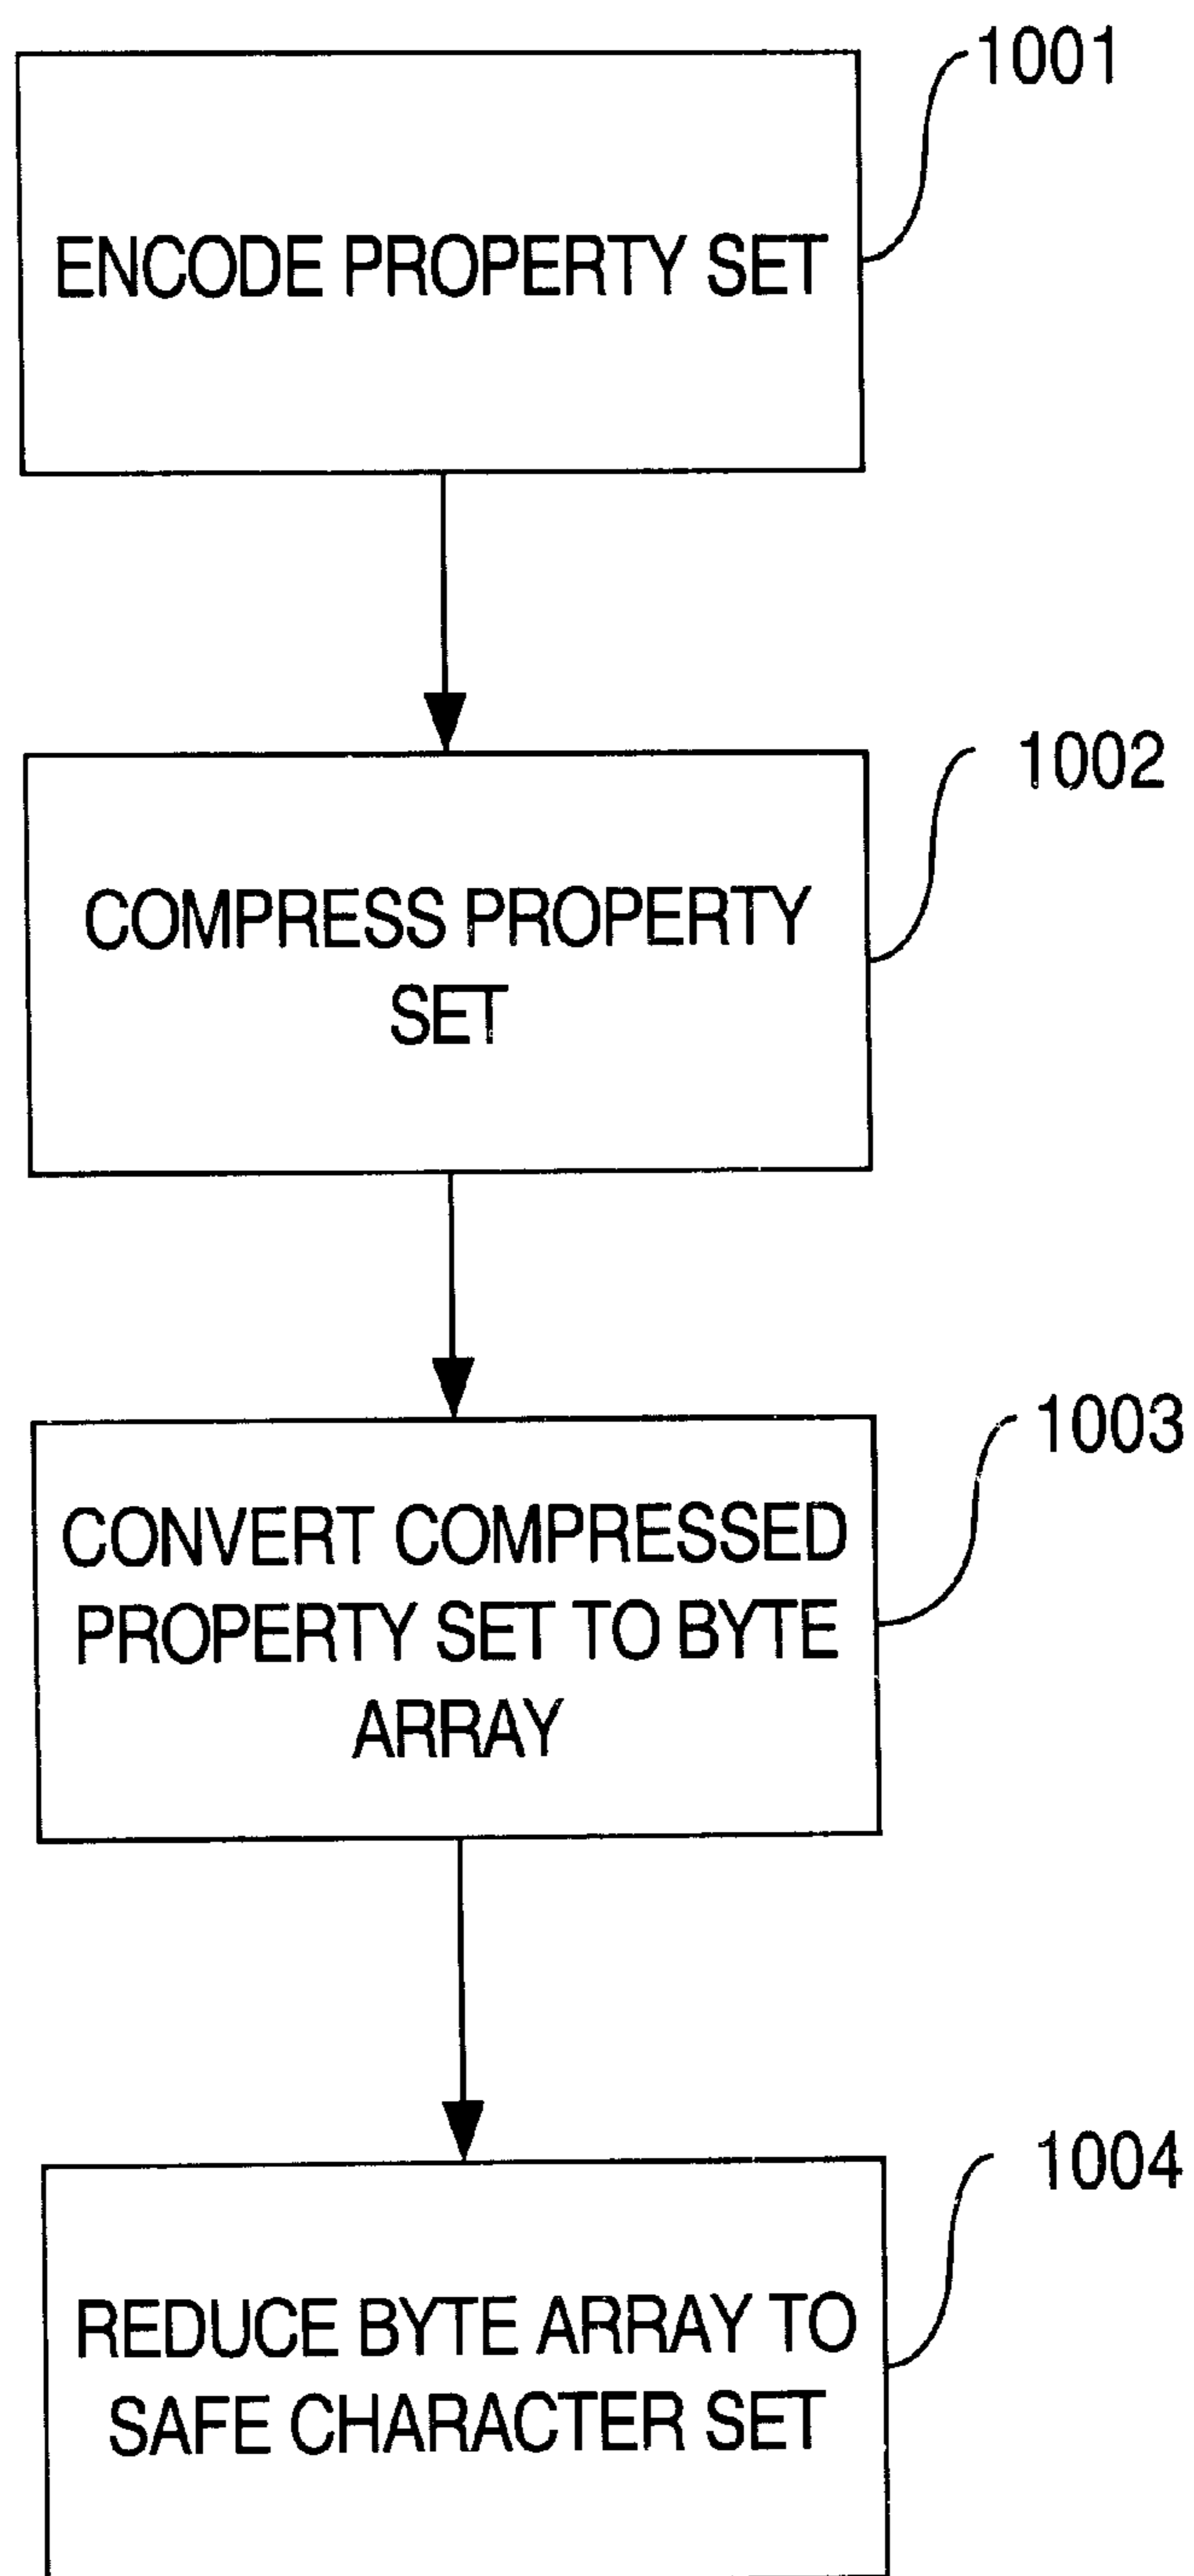 1001
ENCODE PROPERTY SET
1002
COMPRESS PROPERTY
SET
1003
CONVERT COMPRESSED
PROPERTY SET TO BYTE
ARRAY
1004
REDUCE BYTE ARRAY TO
SAFE CHARACTER SET